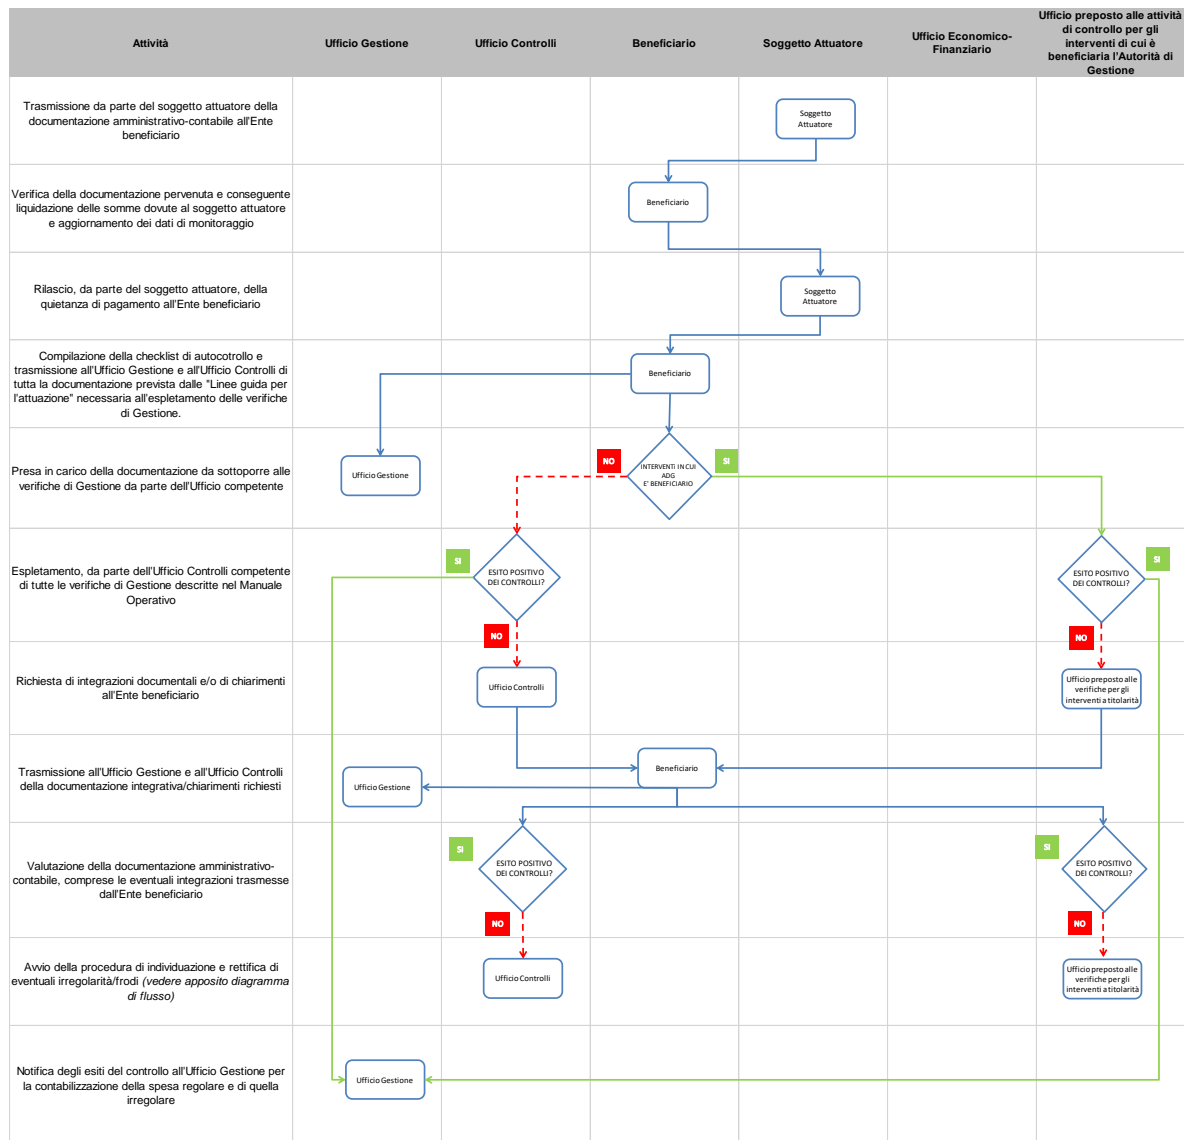 Attività
Ufficio Gestione
Ufficio Controlli
Beneficiario
Soggetto Attuatore
Ufficio Economico-
Finanziario
Ufficio preposto alle attività
di controllo per gli
interventi di cui è
beneficiaria l'Autorità di
Gestione
Trasmissione da parte del soggetto attuatore della
documentazione amministrativo-contabile all'Ente
beneficiario
Soggetto
Attuatore
Verifica della documentazione pervenuta e conseguente
liquidazione delle somme dovute al soggetto attuatore
e aggiornamento dei dati di monitoraggio
Beneficiario
Rilascio, da parte del soggetto attuatore, della
quietanza di pagamento all'Ente beneficiario
Soggetto
Attuatore
Compilazione della checklist di autocotrollo e
trasmissione all'Ufficio Gestione e all'Ufficio Controlli di
tutta la documentazione prevista dalle "Linee guida per
l'attuazione" necessaria all'espletamento delle verifiche
di Gestione.
Beneficiario
Presa in carico della documentazione da sottoporre alle
verifiche di Gestione da parte dell'Ufficio competente
Ufficio Gestione
NO
INTERVENTI IN CUI
ADG
E' BENEFICIARIO
SI
Espletamento, da parte dell'Ufficio Controlli competente
di tutte le verifiche di Gestione descritte nel Manuale
Operativo
SI
ESITO POSITIVO
DEI CONTROLLI?
NO
ESITO POSITIVO
DEI CONTROLLI?
SI
NO
Richiesta di integrazioni documentali e/o di chiarimenti
all'Ente beneficiario
Ufficio Controlli
Ufficio preposto alle
verifiche per gli
interventi a titolarità
Trasmissione all'Ufficio Gestione e all'Ufficio Controlli
della documentazione integrativa/chiarimenti richiesti
Ufficio Gestione
Beneficiario
Valutazione della documentazione amministrativo-
contabile, comprese le eventuali integrazioni trasmesse
dall'Ente beneficiario
SI
ESITO POSITIVO
DEI CONTROLLI?
NO
SI
ESITO POSITIVO
DEI CONTROLLI?
NO
Avvio della procedura di individuazione e rettifica di
eventuali irregolarità/frodi (vedere apposito diagramma
di flusso)
Ufficio Controlli
Ufficio preposto alle
verifiche per gli
interventi a titolarità
Notifica degli esiti del controllo all'Ufficio Gestione per
la contabilizzazione della spesa regolare e di quella
irregolare
Ufficio Gestione